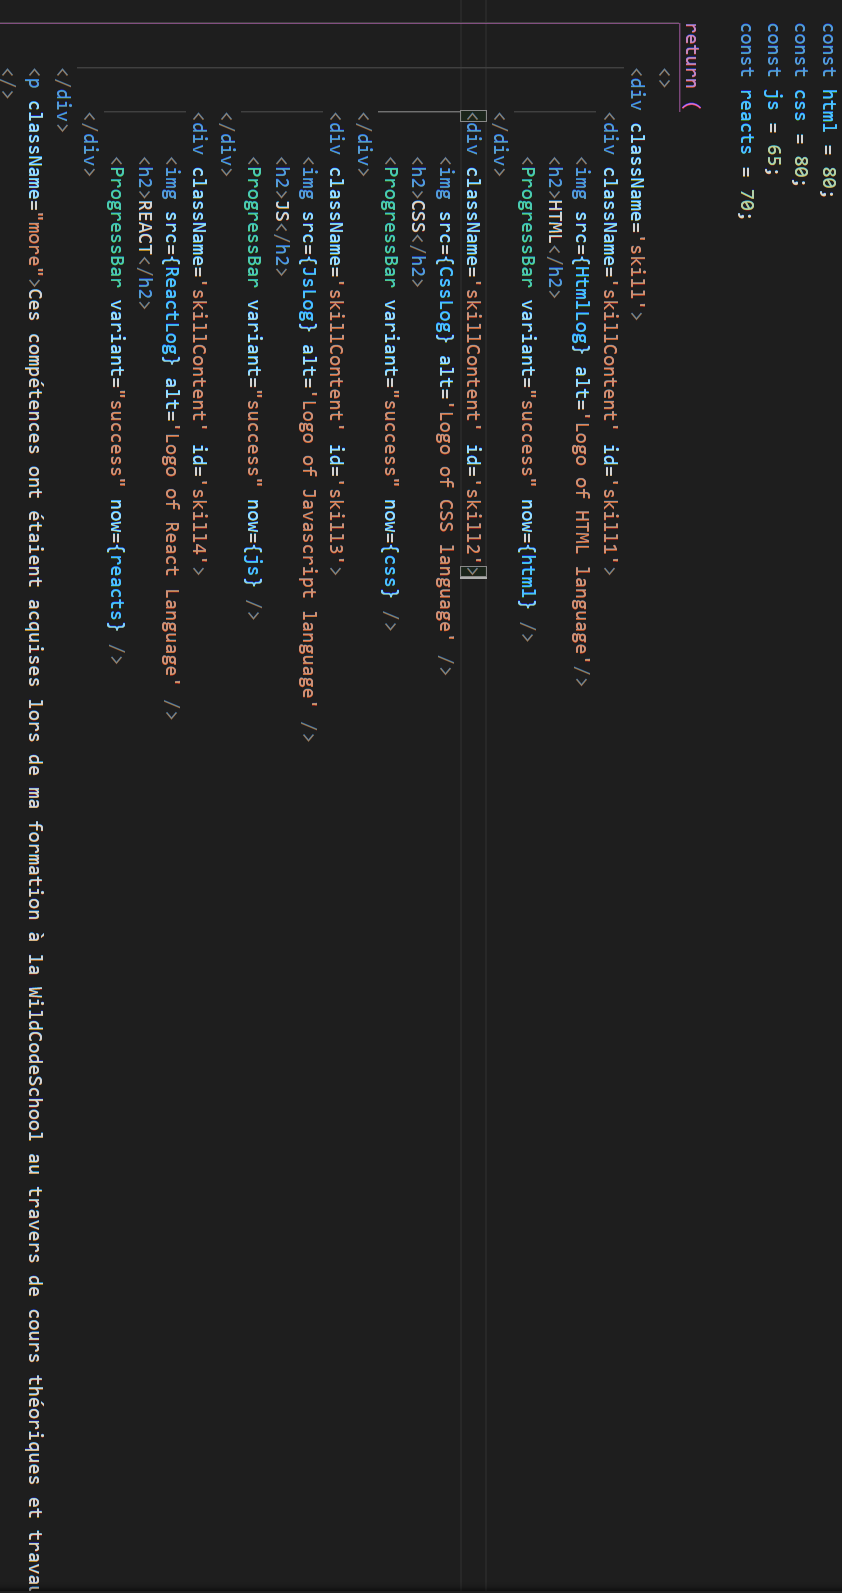 const html = 80;
const css = 80;
const js = 65;
const reacts = 70;
return (
<>
<div className='skill'>
<div className='skillContent' id='skill1'>
<img src={HtmlLog} alt='Logo of HTML language'/>
<h2>HTML</h2>
<ProgressBar variant="success" now={html} />
</div>
<div className='skillContent' id='skill2'>
<img src={CssLog} alt='Logo of CSS language' />
<h2>CSS</h2>
<ProgressBar variant="success" now={css} />
</div>
<div className='skillContent' id='skill3'>
<img src={JsLog} alt='Logo of Javascript language' />
<h2>JS</h2>
<ProgressBar variant="success" now={js} />
</div>
<div className='skillContent' id='skill4'>
<img src={ReactLog} alt='Logo of React Language' />
<h2>REACT</h2>
<ProgressBar variant="success" now={reacts} />
</div>
</div>
<p className="more">Ces compétences ont étaient acquises lors de ma formation à la WildCodeSchool au travers de cours théoriques et
</>